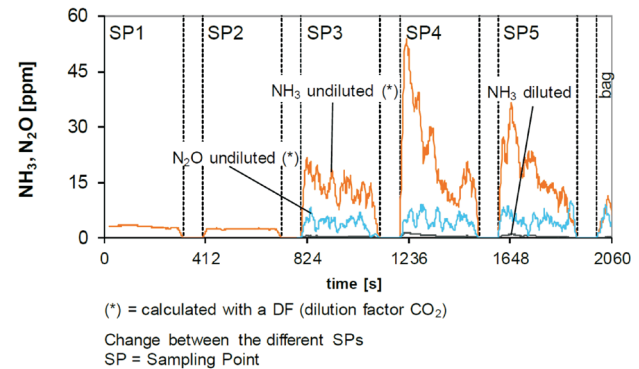 60
45
30
15
0
NH₃, N₂O [ppm]
SP1
SP2
SP3
SP4
SP5
bag
NH₃ undiluted (*)
NH₃ diluted
N₂O undiluted (*)
0
412
824
1236
1648
2060
time [s]
(*) = calculated with a DF (dilution factor CO₂)
Change between the different SPs
SP = Sampling Point